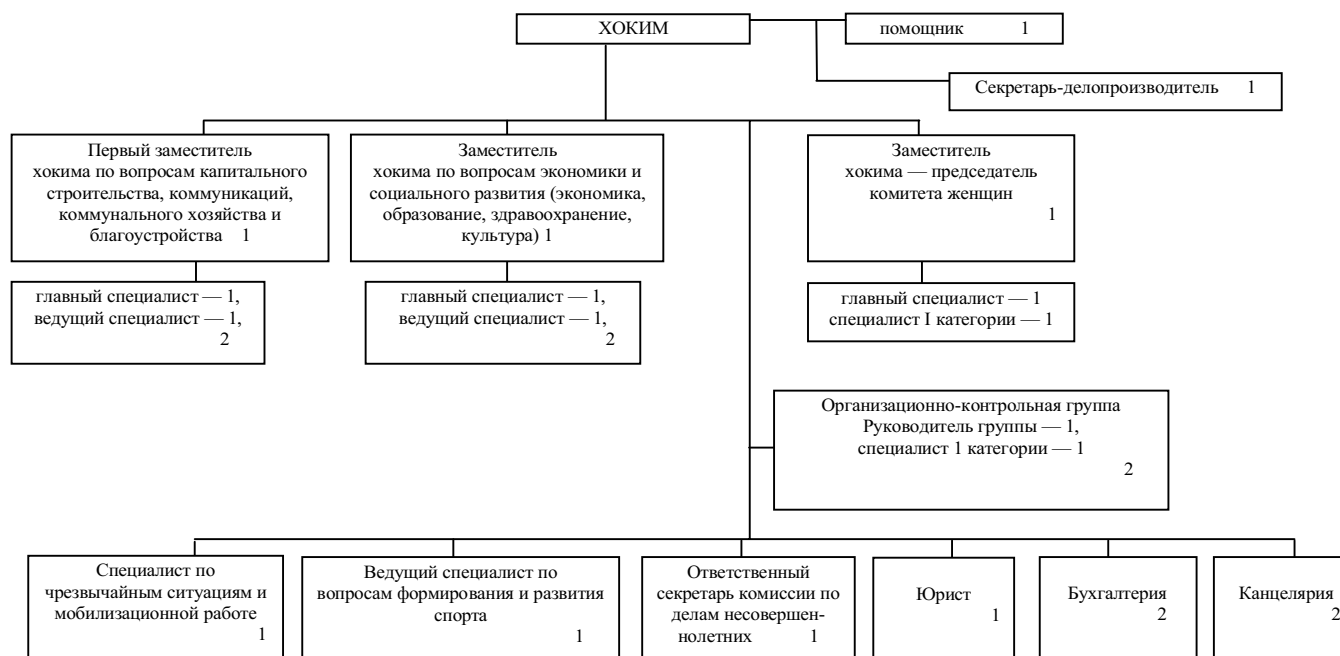 ХОКИМ
помощник 1
Секретарь-делопроизводитель 1
Первый заместитель
хокима по вопросам капитального
строительства, коммуникаций,
коммунального хозяйства и
благоустройства 1
Заместитель
хокима по вопросам экономики и
социального развития (экономика,
образование, здравоохранение,
культура) 1
Заместитель
хокима — председатель
комитета женщин
1
главный специалист — 1,
ведущий специалист — 1,
2
главный специалист — 1,
ведущий специалист — 1,
2
главный специалист — 1
специалист I категории — 1
Организационно-контрольная группа
Руководитель группы — 1,
специалист 1 категории — 1
2
Специалист по
чрезвычайным ситуациям и
мобилизационной работе
1
Ведущий специалист по
вопросам формирования и развития
спорта
1
Ответственный
секретарь комиссии по
делам несовершен-
нолетних 1
Юрист
1
Бухгалтерия
2
Канцелярия
2